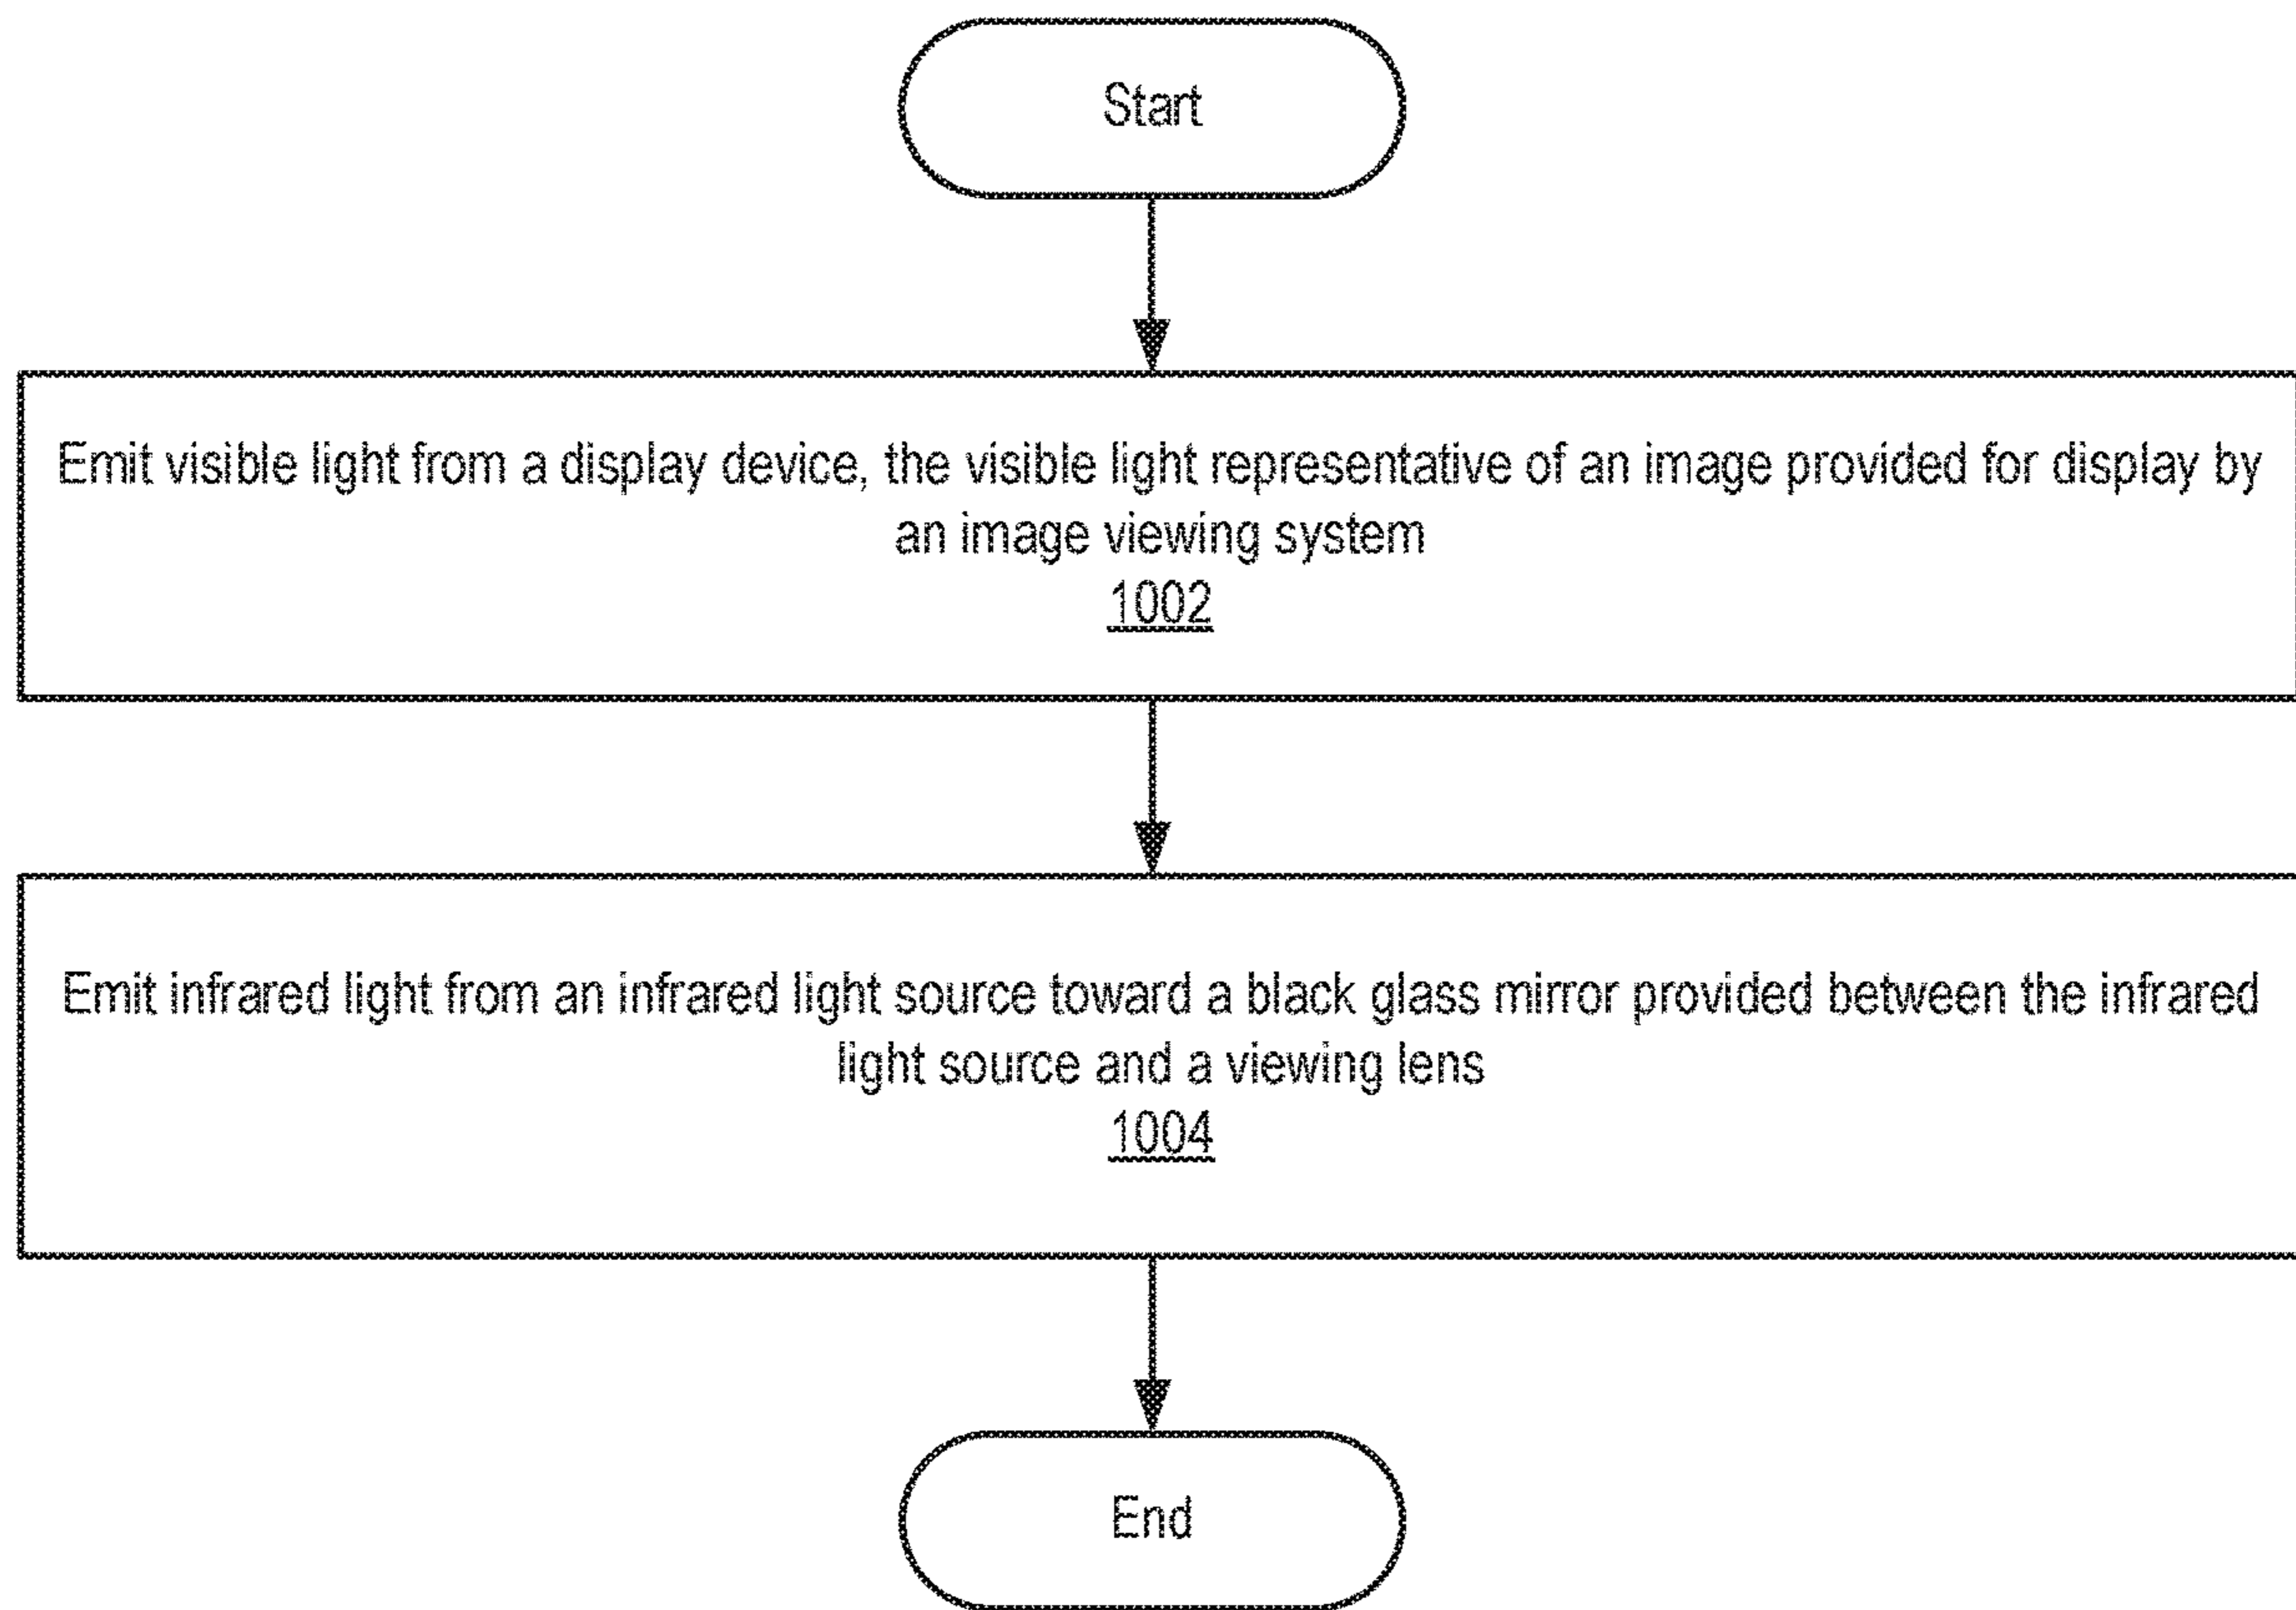 Start
Emit visible light from a display device, the visible light representative of an image provided for display by
an image viewing system
1002
Emit infrared light from an infrared light source toward a black glass mirror provided between the infrared
light source and a viewing lens
1004
End